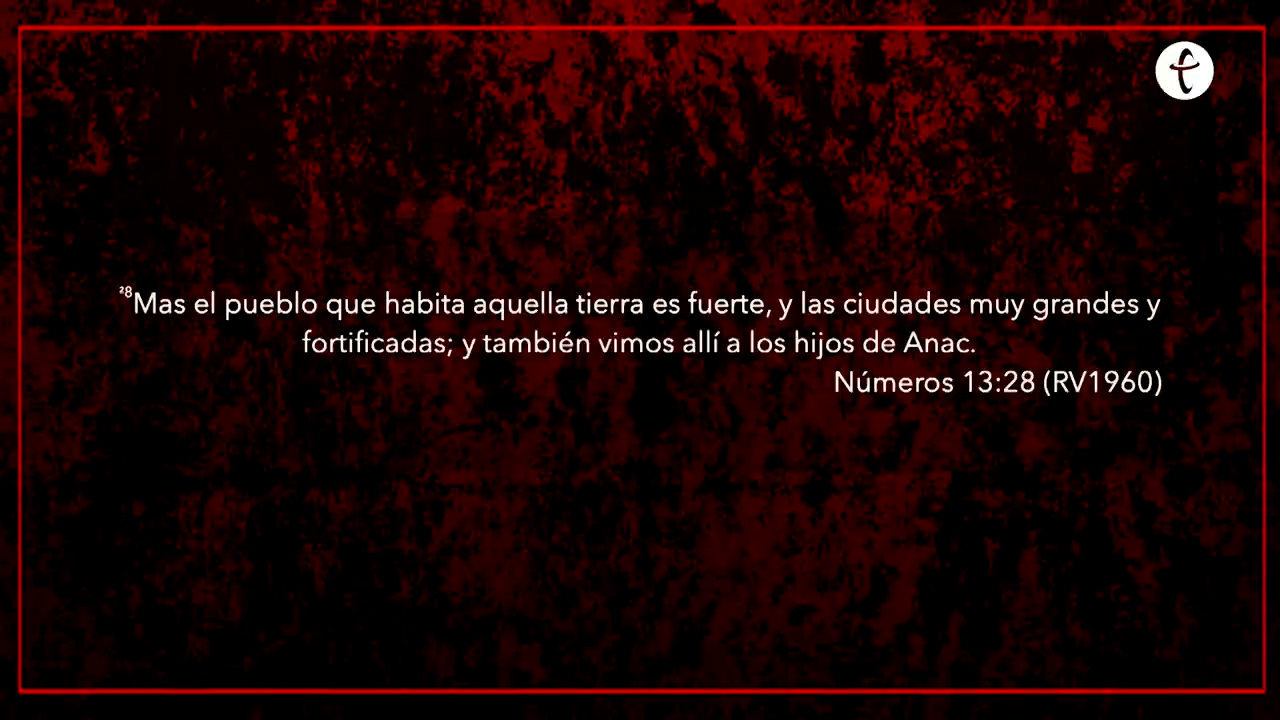 ²⁸Mas el pueblo que habita aquella tierra es fuerte, y las ciudades muy grandes y
fortificadas; y también vimos allí a los hijos de Anac.
Números 13:28 (RV1960)